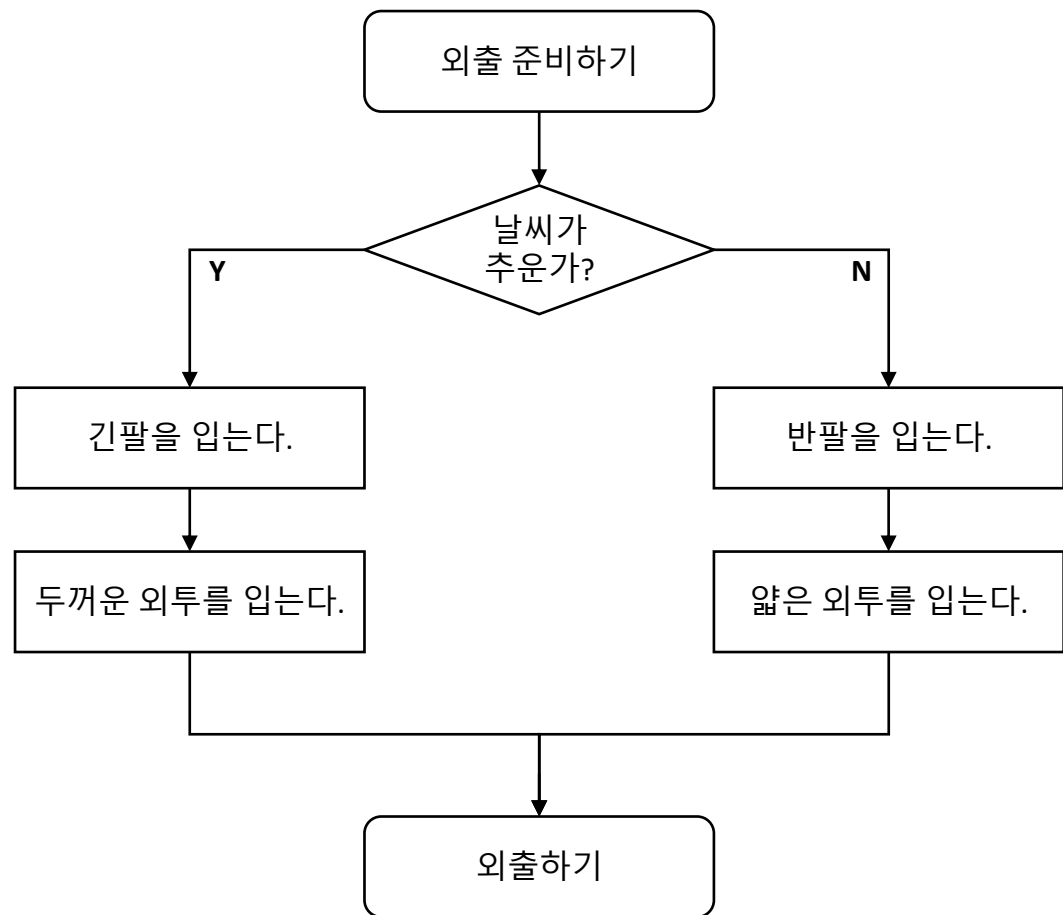 외출 준비하기
날씨가
추운가?
Y
N
긴팔을 입는다.
반팔을 입는다.
두꺼운 외투를 입는다.
얇은 외투를 입는다.
외출하기